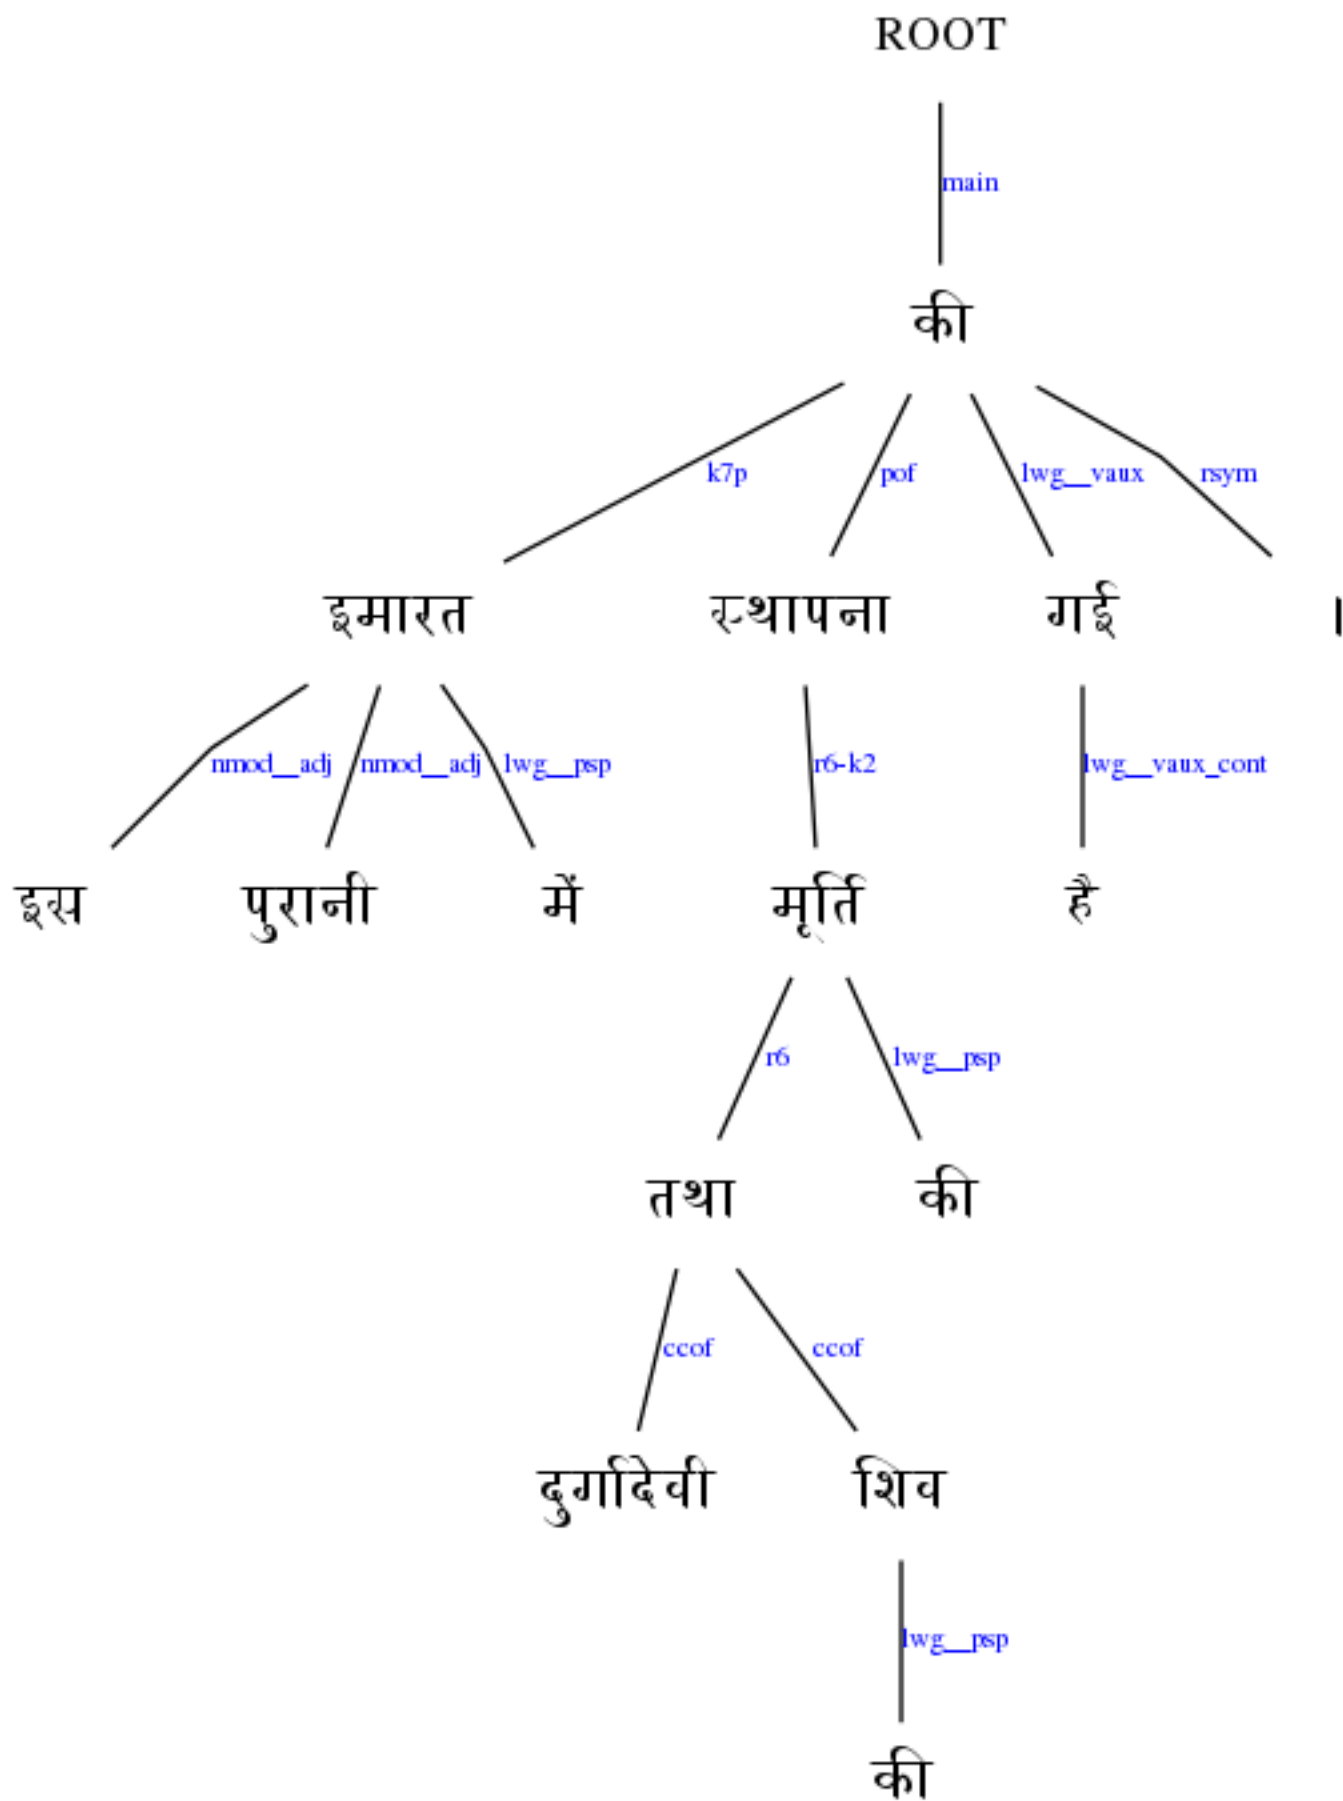 ROOT
main
की
k7p pof lwg__vaux rsym
इमारत स्थापना गई ।
nmod__adj nmod__adj lwg__psp r6-k2 lwg__vaux_cont
इस पुरानी में मूर्ति है
r6 lwg__psp
तथा की
ccof ccof
दुर्गादेवी शिव
lwg__psp
की